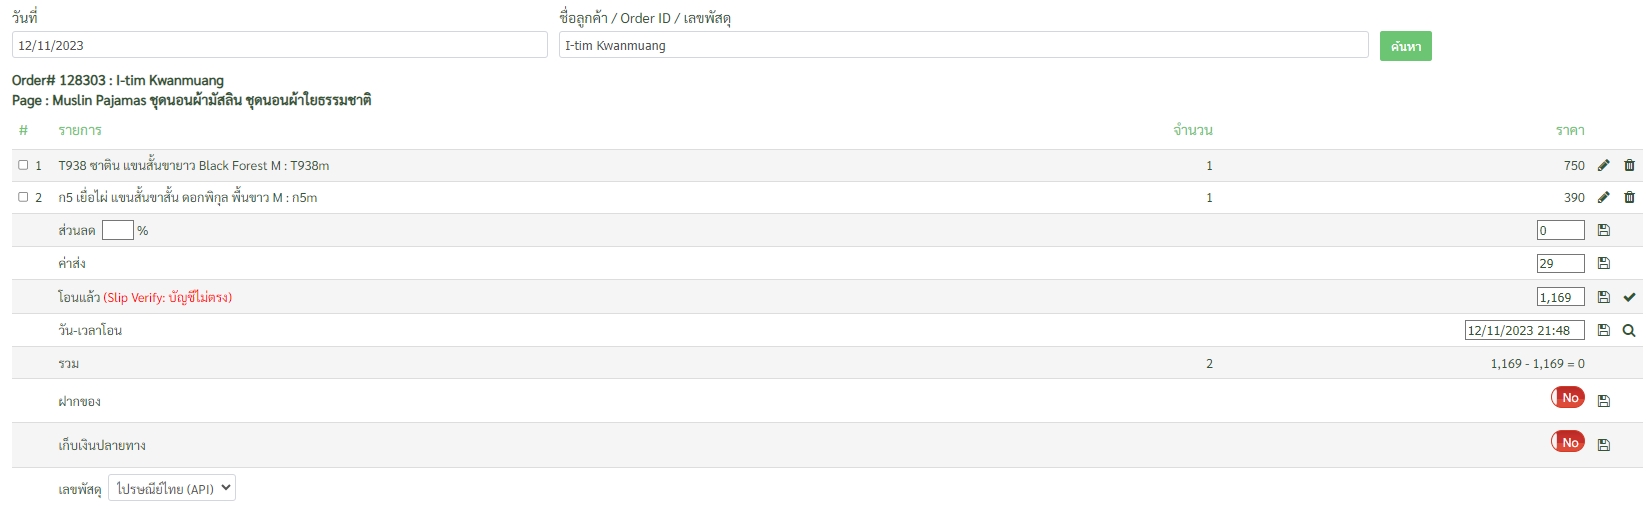 วันที่ ชื่อลูกค้า / Order ID / เลขพัสดุ
12/11/2023 I-tim Kwanmuang ค้นหา
Order# 128303 : I-tim Kwanmuang
Page : Muslin Pajamas ชุดนอนผ้ามัสลิน ชุดนอนผ้าใยธรรมชาติ
# รายการ จำนวน ราคา
1 T938 ซาติน แขนสั้นขายาว Black Forest M : T938m 1 750
2 ก5 เยื่อไผ่ แขนสั้นขาสั้น ดอกพิกุล พื้นขาว M : ก5m 1 390
ส่วนลด % 0
ค่าส่ง 29
โอนแล้ว (Slip Verify: บัญชีไม่ตรง) 1,169
วัน-เวลาโอน 12/11/2023 21:48
รวม 2 1,169 - 1,169 = 0
ฝากของ No
เก็บเงินปลายทาง No
เลขพัสดุ ไปรษณีย์ไทย (API)